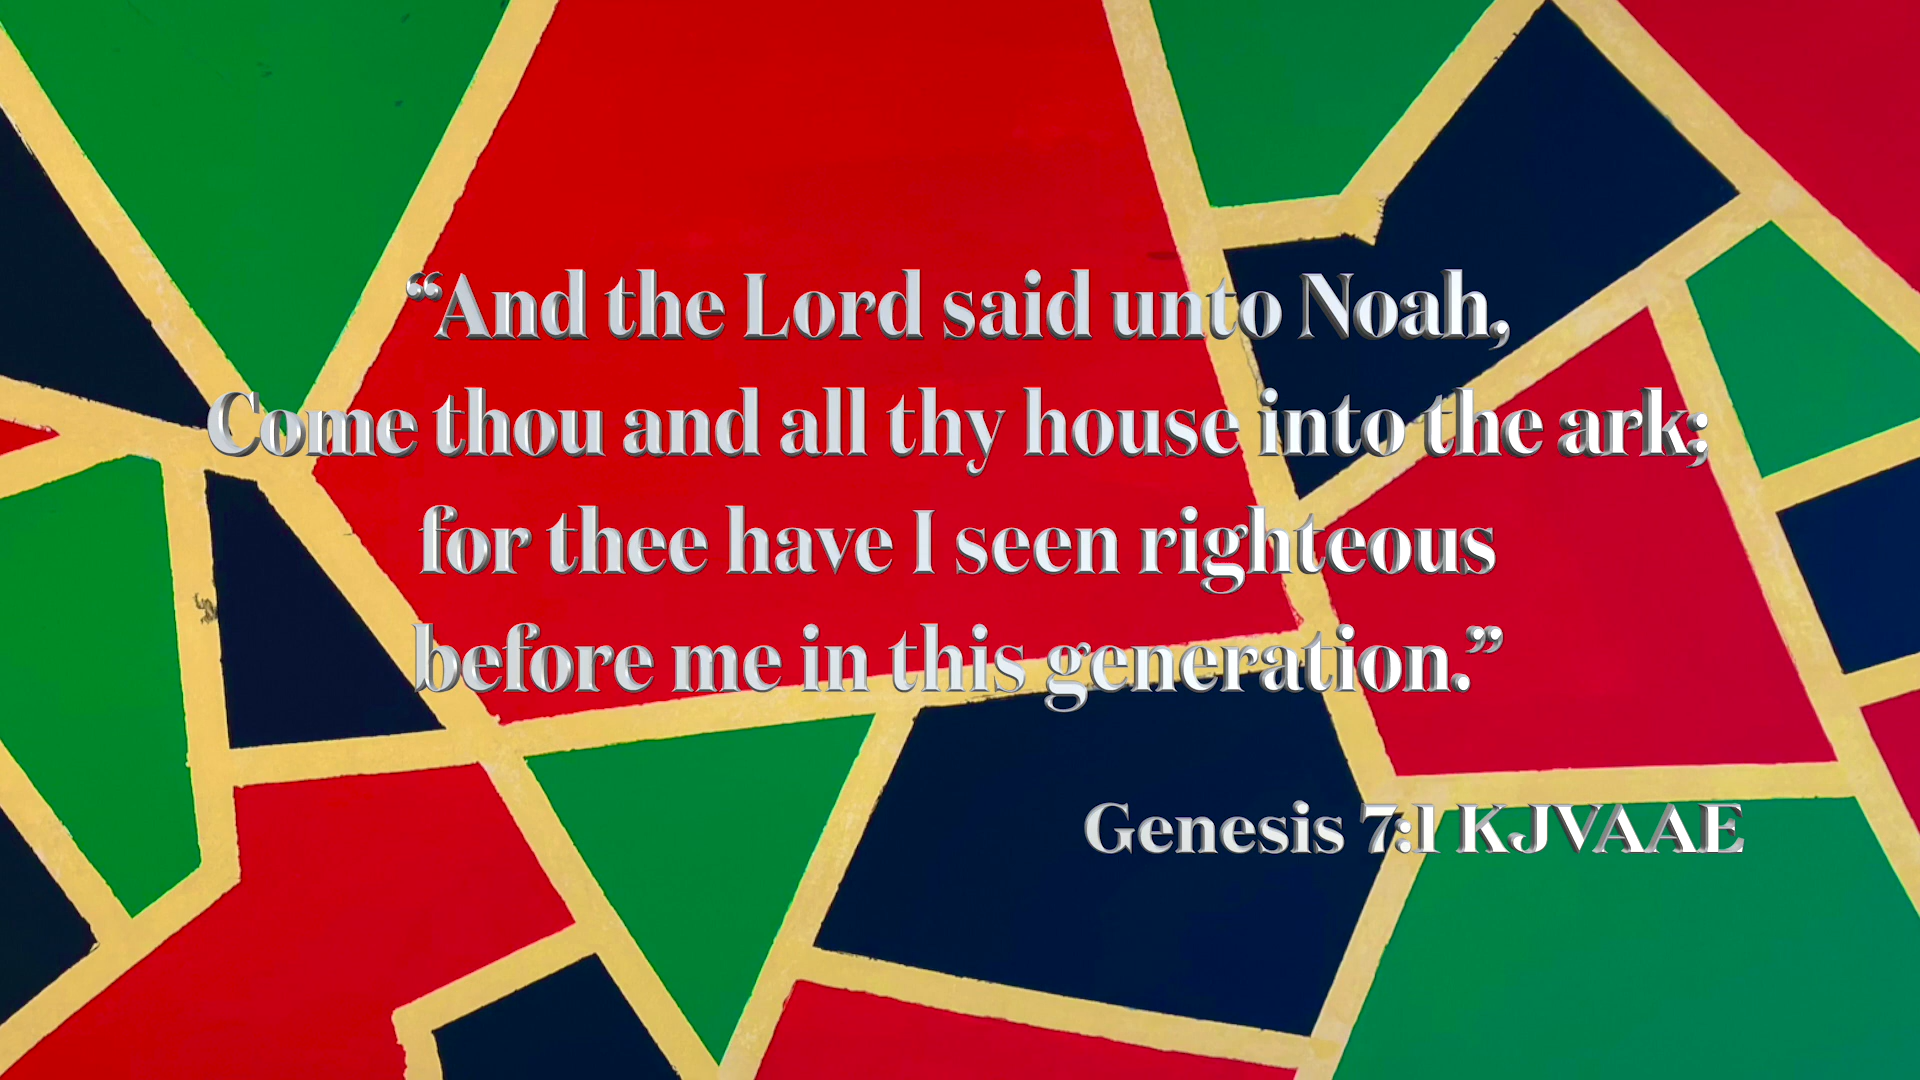 “And the Lord said unto Noah,
Come thou and all thy house into the ark;
for thee have I seen righteous
before me in this generation.”
Genesis 7:1 KJVAAE